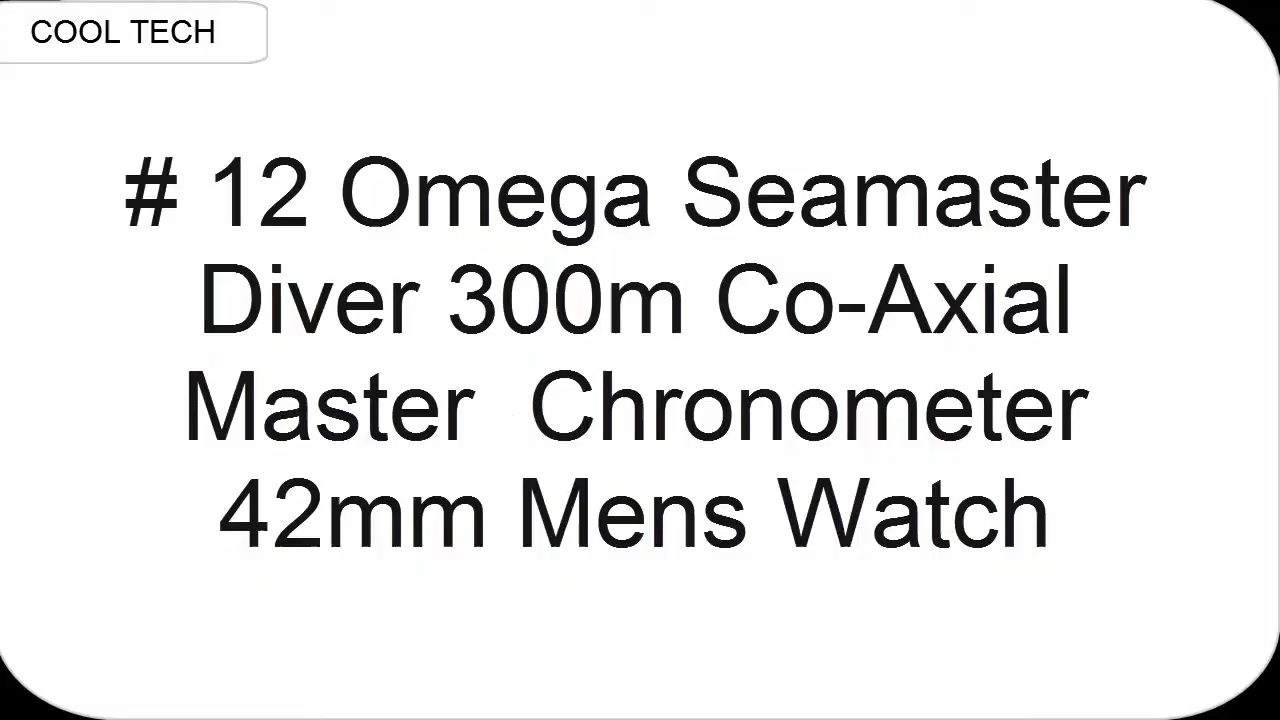 COOL TECH
# 12 Omega Seamaster
Diver 300m Co-Axial
Master  Chronometer
42mm Mens Watch